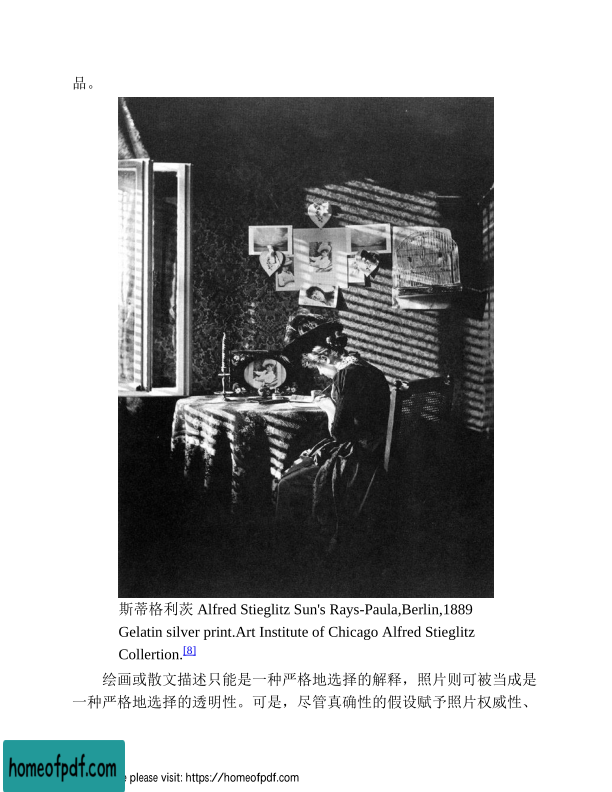 品。
斯蒂格利茨 Alfred Stieglitz Sun's Rays-Paula,Berlin,1889
Gelatin silver print.Art Institute of Chicago Alfred Stieglitz
Collertion.[8]
绘画或散文描述只能是一种严格地选择的解释，照片则可被当成是
一种严格地选择的透明性。可是，尽管真确性的假设赋予照片权威性、
homeofpdf.com
e please visit: https://homeofpdf.com